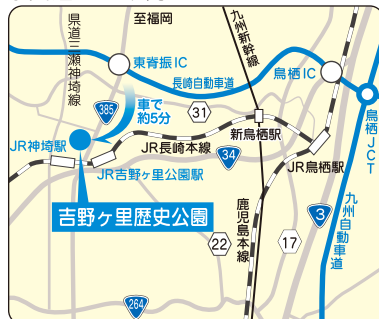 県道三瀬神埼線
至福岡
東脊振IC
九州新幹線
鳥栖IC
長崎自動車道
385
車で
約5分
31
新鳥栖駅
鳥栖JCT
JR神埼駅
JR長崎本線
34
JR鳥栖駅
JR吉野ヶ里公園駅
吉野ヶ里歴史公園
鹿児島本線
3
九州自動車道
22
17
264